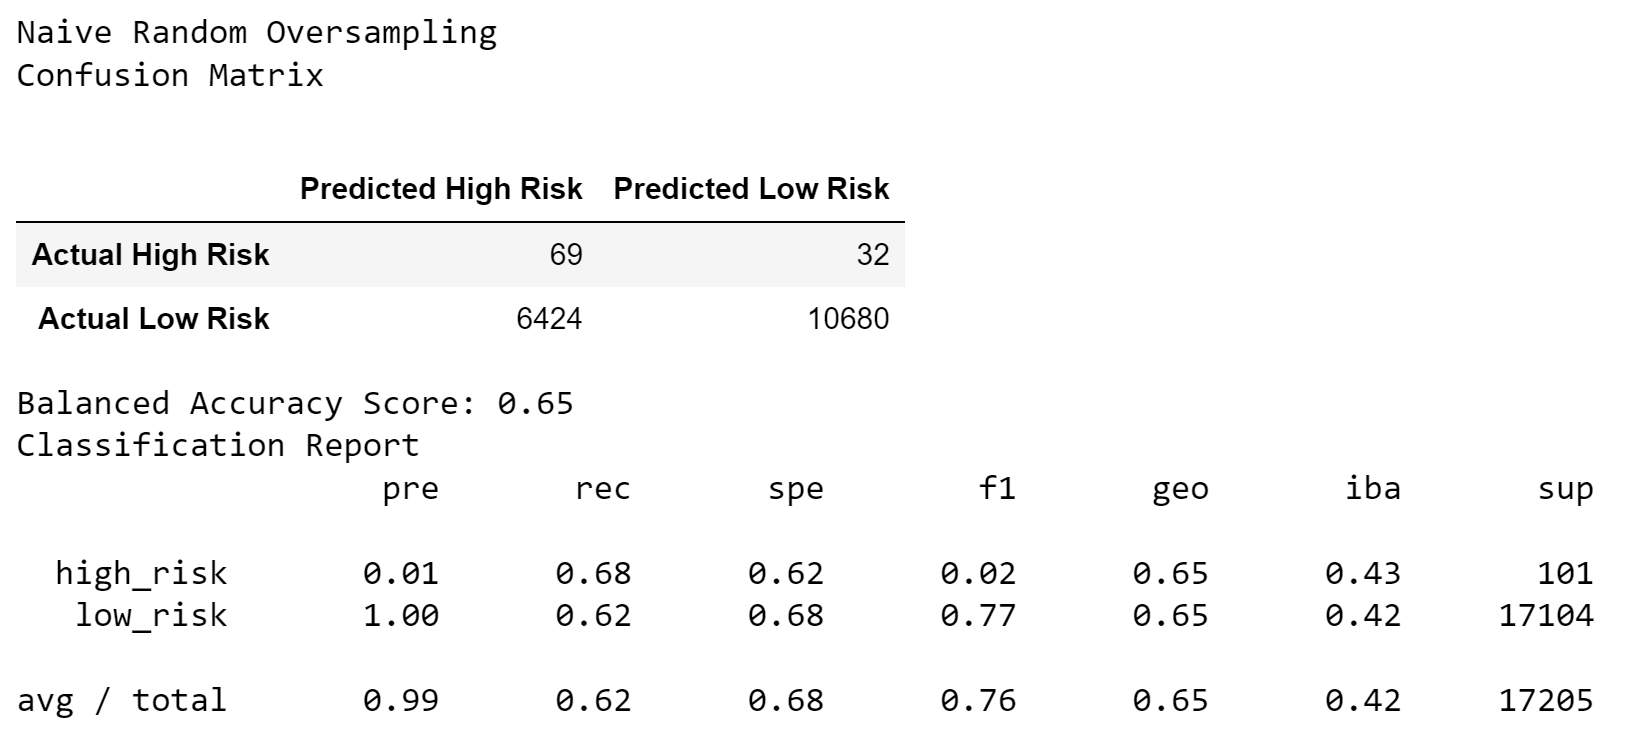 Naive Random Oversampling
Confusion Matrix
Predicted High Risk Predicted Low Risk
Actual High Risk 69 32
Actual Low Risk 6424 10680
Balanced Accuracy Score: 0.65
Classification Report
pre rec spe f1 geo iba sup
high_risk 0.01 0.68 0.62 0.02 0.65 0.43 101
low_risk 1.00 0.62 0.68 0.77 0.65 0.42 17104
avg / total 0.99 0.62 0.68 0.76 0.65 0.42 17205